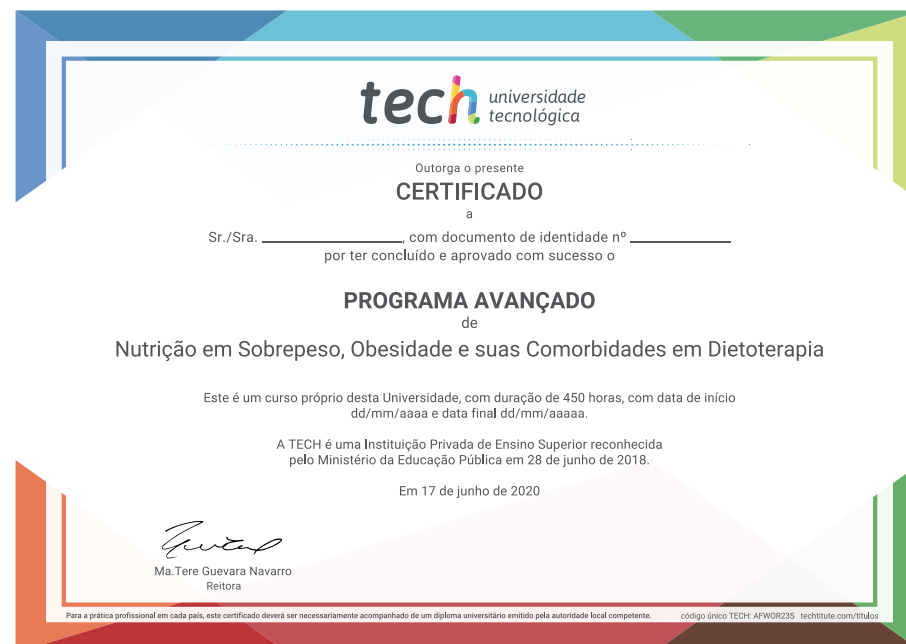 tech universidade
tecnológica
Outorga o presente
CERTIFICADO
a
Sr./Sra. ____________________, com documento de identidade nº ______________
por ter concluído e aprovado com sucesso o
PROGRAMA AVANÇADO
de
Nutrição em Sobrepeso, Obesidade e suas Comorbidades em Dietoterapia
Este é um curso próprio desta Universidade, com duração de 450 horas, com data de início
dd/mm/aaaa e data final dd/mm/aaaaa.
A TECH é uma Instituição Privada de Ensino Superior reconhecida
pelo Ministério da Educação Pública em 28 de junho de 2018.
Em 17 de junho de 2020
Ma.Tere Guevara Navarro
Reitora
Para a prática profissional em cada país, este certificado deverá ser necessariamente acompanhado de um diploma universitário emitido pela autoridade local competente. código único TECH: AFWOR23S techtitute.com/titulos